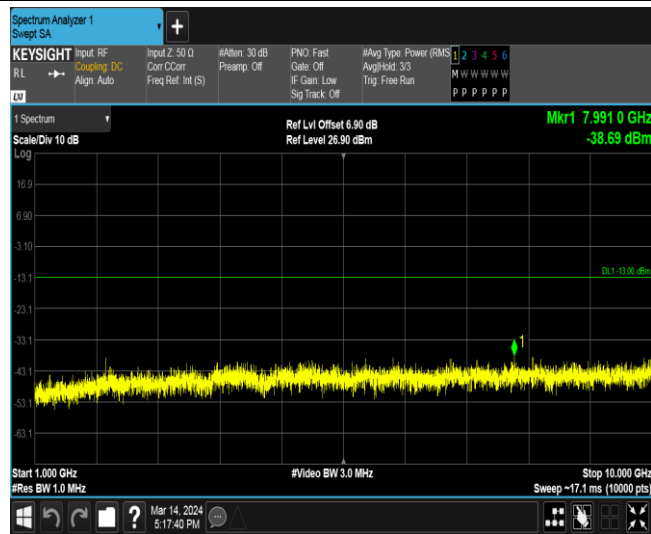 Spectrum Analyzer 1
Swept SA
KEYSIGHT
RL
LXI
Input: RF
Coupling: DC
Align: Auto
Input Z: 50 Ω
Corr CCorr
Freq Ref: Int (S)
#Atten: 30 dB
Preamp: Off
PNO: Fast
Gate: Off
IF Gain: Low
Sig Track: Off
#Avg Type: Power (RMS
Avg|Hold: 3/3
Trig: Free Run
1 2 3 4 5 6
M W W W W W
P P P P P P
1 Spectrum
Scale/Div 10 dB
Log
Ref Lvl Offset 6.90 dB
Ref Level 26.90 dBm
Mkr1 7.991 0 GHz
-38.69 dBm
16.9
6.90
-3.10
-13.1
DL1 -13.00 dBm
-23.1
-33.1
1
-43.1
-53.1
-63.1
Start 1.000 GHz
#Res BW 1.0 MHz
#Video BW 3.0 MHz
Stop 10.000 GHz
Sweep ~17.1 ms (10000 pts)
?
Mar 14, 2024
5:17:40 PM